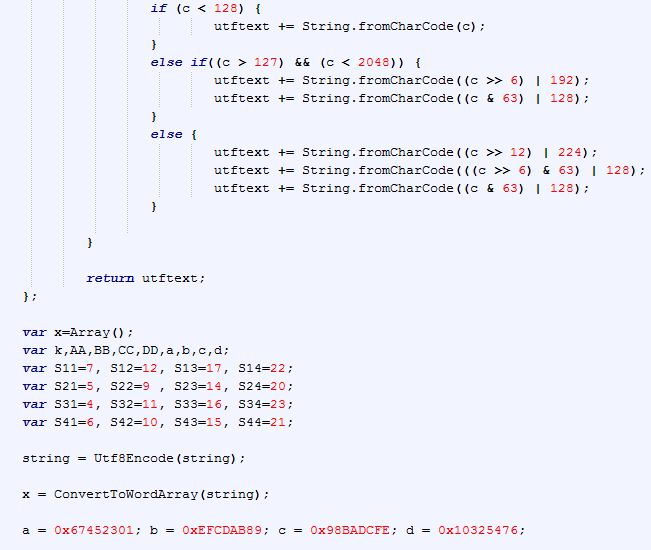 if (c < 128) {
utftext += String.fromCharCode(c);
}
else if((c > 127) && (c < 2048)) {
utftext += String.fromCharCode((c >> 6) | 192);
utftext += String.fromCharCode((c & 63) | 128);
}
else {
utftext += String.fromCharCode((c >> 12) | 224);
utftext += String.fromCharCode(((c >> 6) & 63) | 128);
utftext += String.fromCharCode((c & 63) | 128);
}
}
return utftext;
};
var x=Array();
var k,AA,BB,CC,DD,a,b,c,d;
var S11=7, S12=12, S13=17, S14=22;
var S21=5, S22=9 , S23=14, S24=20;
var S31=4, S32=11, S33=16, S34=23;
var S41=6, S42=10, S43=15, S44=21;
string = Utf8Encode(string);
x = ConvertToWordArray(string);
a = 0x67452301; b = 0xEFCDAB89; c = 0x98BADCFE; d = 0x10325476;